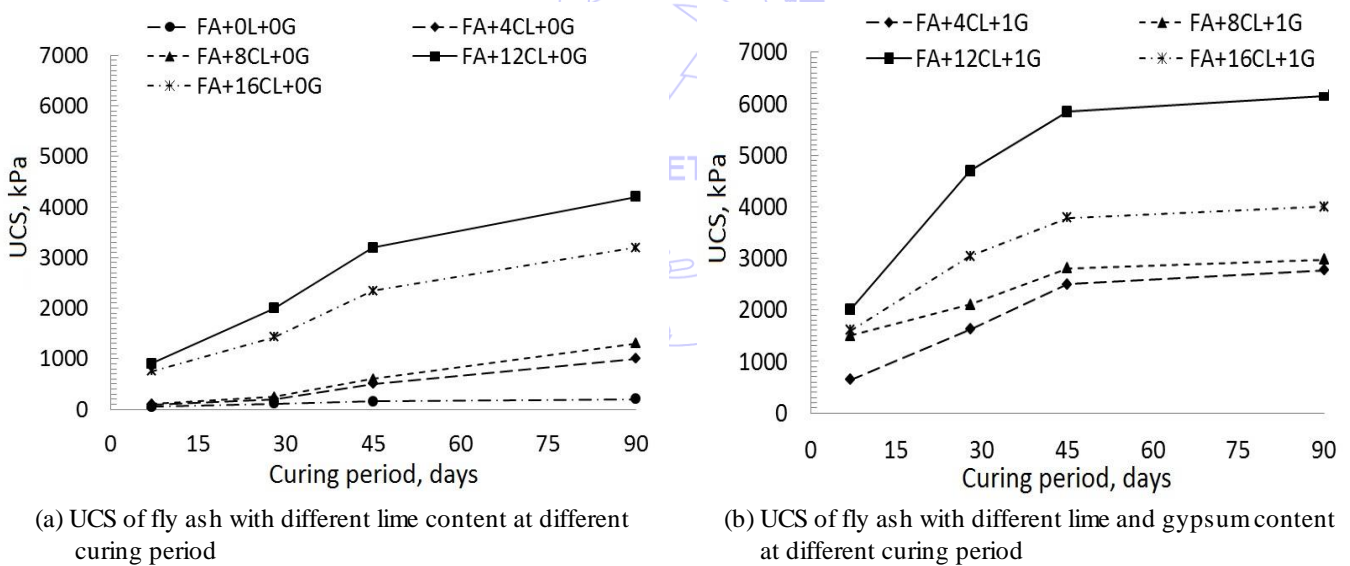 FA+0L+0G
FA+4CL+0G
FA+8CL+0G
FA+12CL+0G
FA+16CL+0G
7000
6000
5000
4000
3000
2000
1000
0
UCS, kPa
0 15 30 45 60 75 90
Curing period, days
(a) UCS of fly ash with different lime content at different
curing period
FA+4CL+1G
FA+8CL+1G
FA+12CL+1G
FA+16CL+1G
7000
6000
5000
4000
3000
2000
1000
0
UCS, kPa
0 15 30 45 60 75 90
Curing period, days
(b) UCS of fly ash with different lime and gypsum content
at different curing period